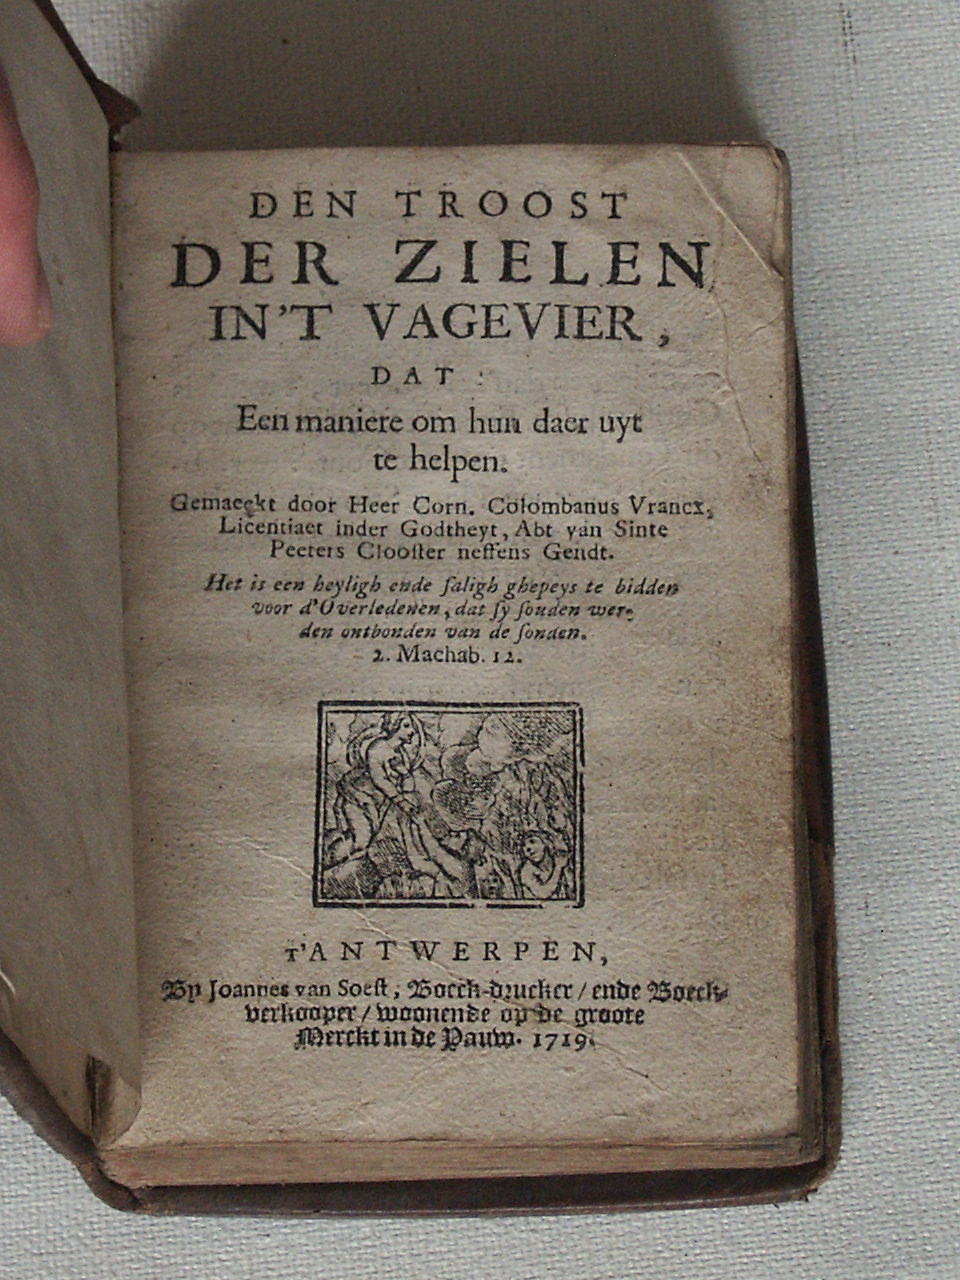 DEN TROOST
DER ZIELEN
IN'T VAGEVIER,
DAT
Een maniere om hun daer uyt
te helpen.
Gemaeckt door Heer Corn. Colombanus Vrancx,
Licentiaet inder Godtheyt, Abt van Sinte
Peeters Clooster neffens Gendt.
Het is een heyligh ende saligh ghepeys te bidden
voor d'Overledenen, dat sy souden wer-
den ontbonden van de sonden.
2. Machab. 12.
T'ANTWERPEN,
By Joannes van Soest, Boeck-drucker / ende Boeck-
verkooper / woonende op de groote
Merckt in de Pauw. 1719.